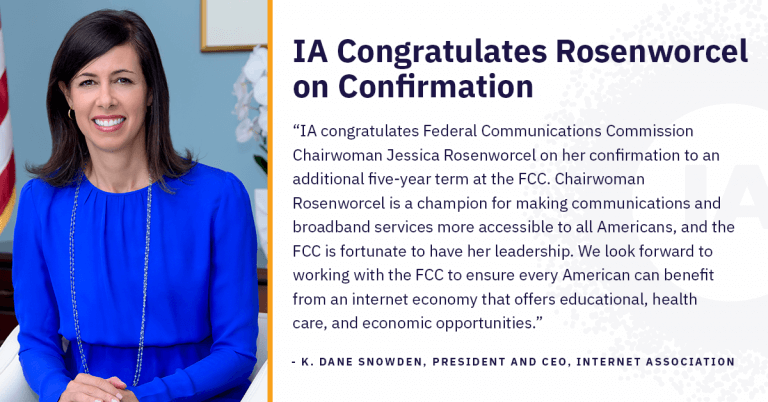 IA Congratulates Rosenworcel
on Confirmation
“IA congratulates Federal Communications Commission
Chairwoman Jessica Rosenworcel on her confirmation to an
additional five-year term at the FCC. Chairwoman
Rosenworcel is a champion for making communications and
broadband services more accessible to all Americans, and the
FCC is fortunate to have her leadership. We look forward to
working with the FCC to ensure every American can benefit
from an internet economy that offers educational, health
care, and economic opportunities.”
- K. DANE SNOWDEN, PRESIDENT AND CEO, INTERNET ASSOCIATION
IA